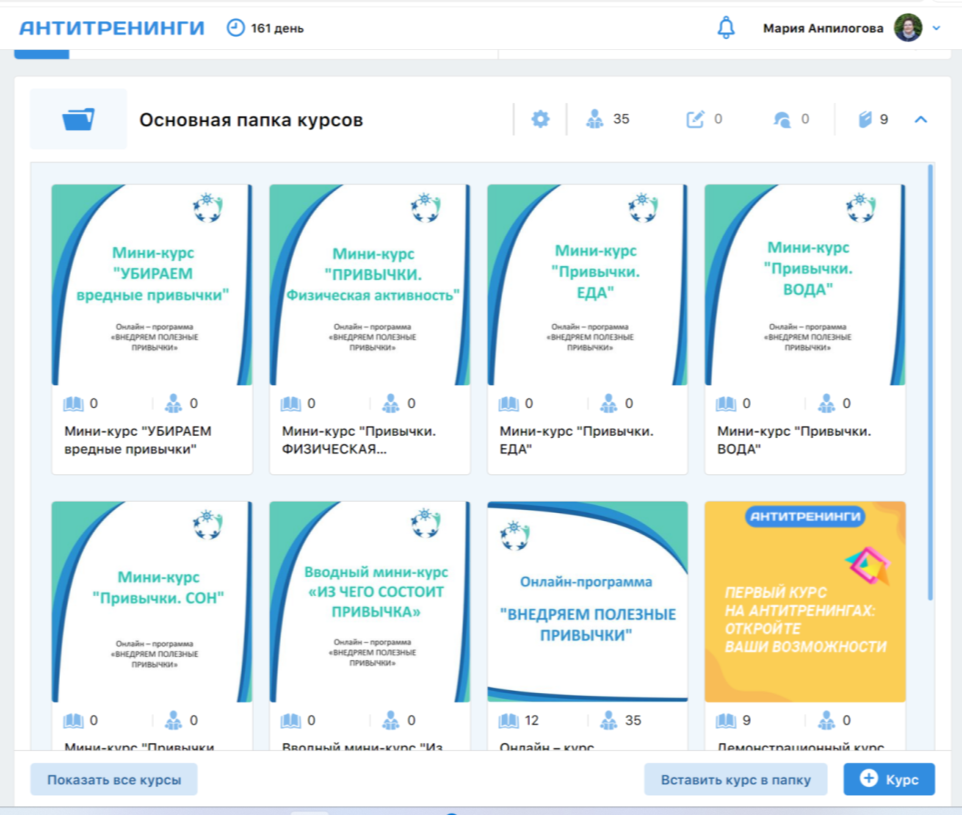 АНТИТРЕНИНГИ 161 день Мария Анпилогова
Основная папка курсов 35 0 0 9
Мини-курс
"УБИРАЕМ
вредные привычки"
Онлайн – программа
«ВНЕДРЯЕМ ПОЛЕЗНЫЕ
ПРИВЫЧКИ»
0 0
Мини-курс "УБИРАЕМ
вредные привычки"
Мини-курс
"ПРИВЫЧКИ.
Физическая активность"
Онлайн – программа
«ВНЕДРЯЕМ ПОЛЕЗНЫЕ
ПРИВЫЧКИ»
0 0
Мини-курс "Привычки.
ФИЗИЧЕСКАЯ...
Мини-курс
"Привычки.
ЕДА"
Онлайн – программа
«ВНЕДРЯЕМ ПОЛЕЗНЫЕ
ПРИВЫЧКИ»
0 0
Мини-курс "Привычки.
ЕДА"
Мини-курс
"Привычки.
ВОДА"
Онлайн – программа
«ВНЕДРЯЕМ ПОЛЕЗНЫЕ
ПРИВЫЧКИ»
0 0
Мини-курс "Привычки.
ВОДА"
Мини-курс
"Привычки. СОН"
Онлайн – программа
«ВНЕДРЯЕМ ПОЛЕЗНЫЕ
ПРИВЫЧКИ»
0 0
Мини-курс "Привычки
Вводный мини-курс
«ИЗ ЧЕГО СОСТОИТ
ПРИВЫЧКА»
Онлайн – программа
«ВНЕДРЯЕМ ПОЛЕЗНЫЕ
ПРИВЫЧКИ»
0 0
Вводный мини-курс "Из
Онлайн-программа
"ВНЕДРЯЕМ ПОЛЕЗНЫЕ
ПРИВЫЧКИ"
12 35
Онлайн – курс
АНТИТРЕНИНГИ
ПЕРВЫЙ КУРС
НА АНТИТРЕНИНГАХ:
ОТКРОЙТЕ
ВАШИ ВОЗМОЖНОСТИ
9 0
Демонстрационный курс
Показать все курсы Вставить курс в папку Курс